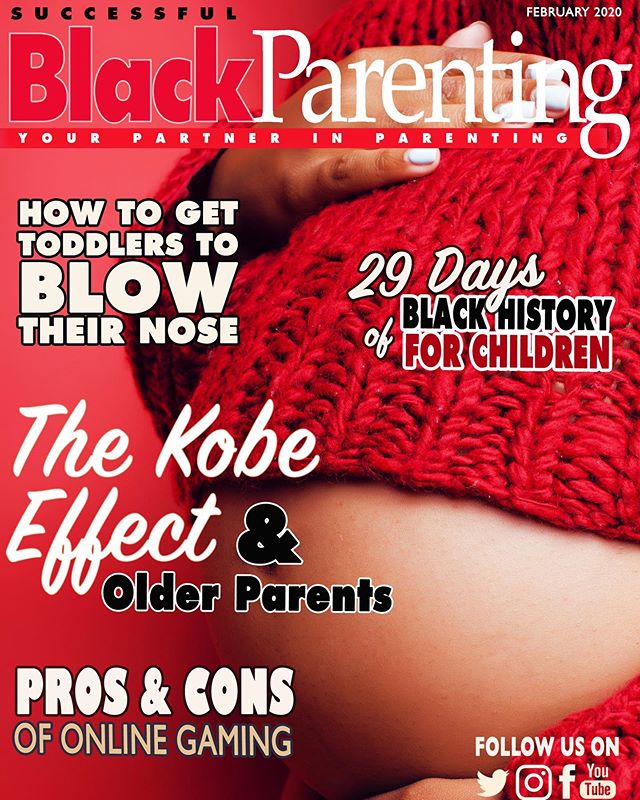 SUCCESSFUL
FEBRUARY 2020
BlackParenting
YOUR PARTNER IN PARENTING
HOW TO GET
TODDLERS TO
BLOW
THEIR NOSE
29 Days
of BLACK HISTORY
FOR CHILDREN
The Kobe
Effect &
Older Parents
PROS & CONS
OF ONLINE GAMING
FOLLOW US ON
You
Tube